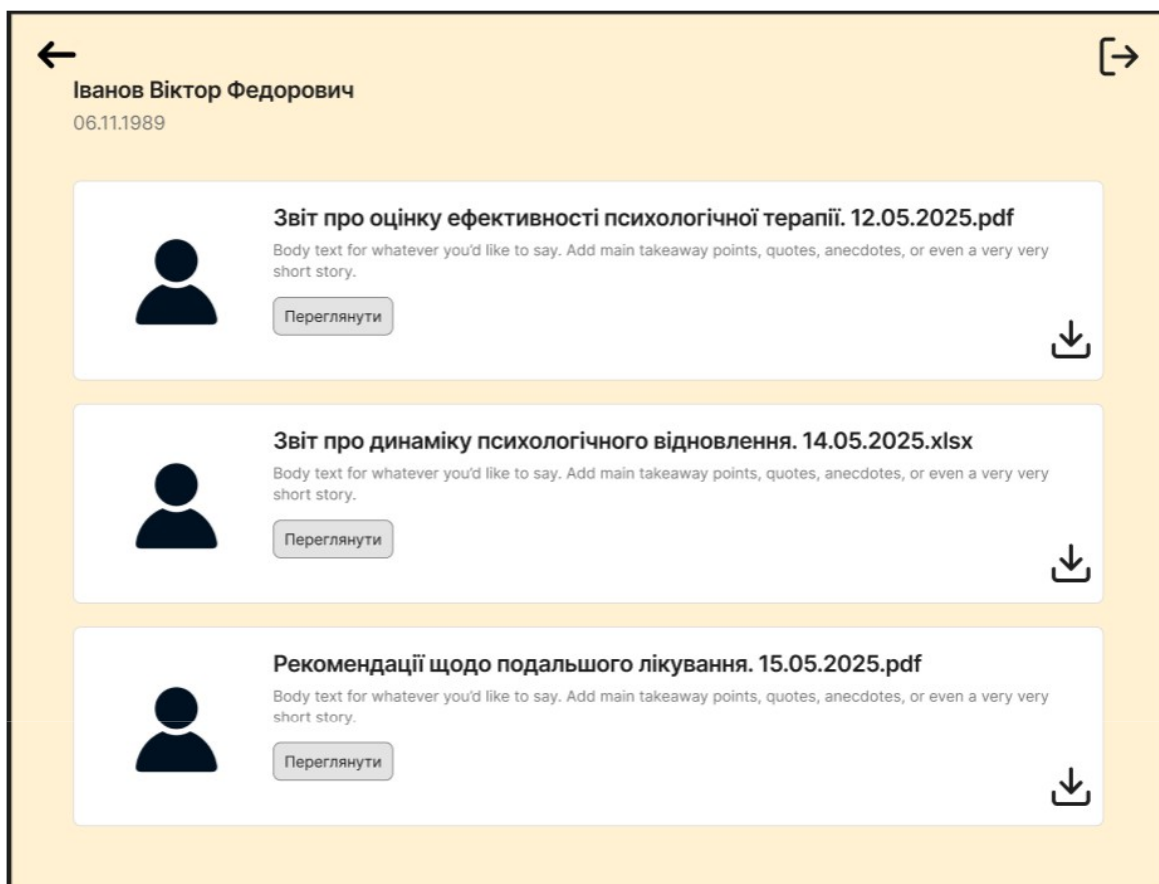 Іванов Віктор Федорович
06.11.1989
Звіт про оцінку ефективності психологічної терапії. 12.05.2025.pdf
Body text for whatever you'd like to say. Add main takeaway points, quotes, anecdotes, or even a very very
short story.
Переглянути
Звіт про динаміку психологічного відновлення. 14.05.2025.xlsx
Body text for whatever you'd like to say. Add main takeaway points, quotes, anecdotes, or even a very very
short story.
Переглянути
Рекомендації щодо подальшого лікування. 15.05.2025.pdf
Body text for whatever you'd like to say. Add main takeaway points, quotes, anecdotes, or even a very very
short story.
Переглянути